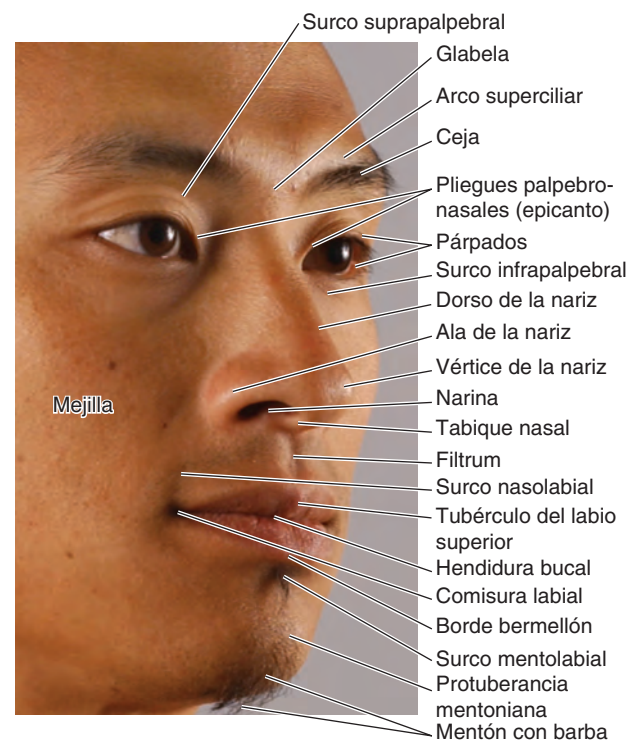 Surco suprapalpebral
Glabela
Arco superciliar
Ceja
Pliegues palpebro-
nasales (epicanto)
Párpados
Surco infrapalpebral
Dorso de la nariz
Ala de la nariz
Vértice de la nariz
Mejilla
Narina
Tabique nasal
Filtrum
Surco nasolabial
Tubérculo del labio
superior
Hendidura bucal
Comisura labial
Borde bermellón
Surco mentolabial
Protuberancia
mentoniana
Mentón con barba